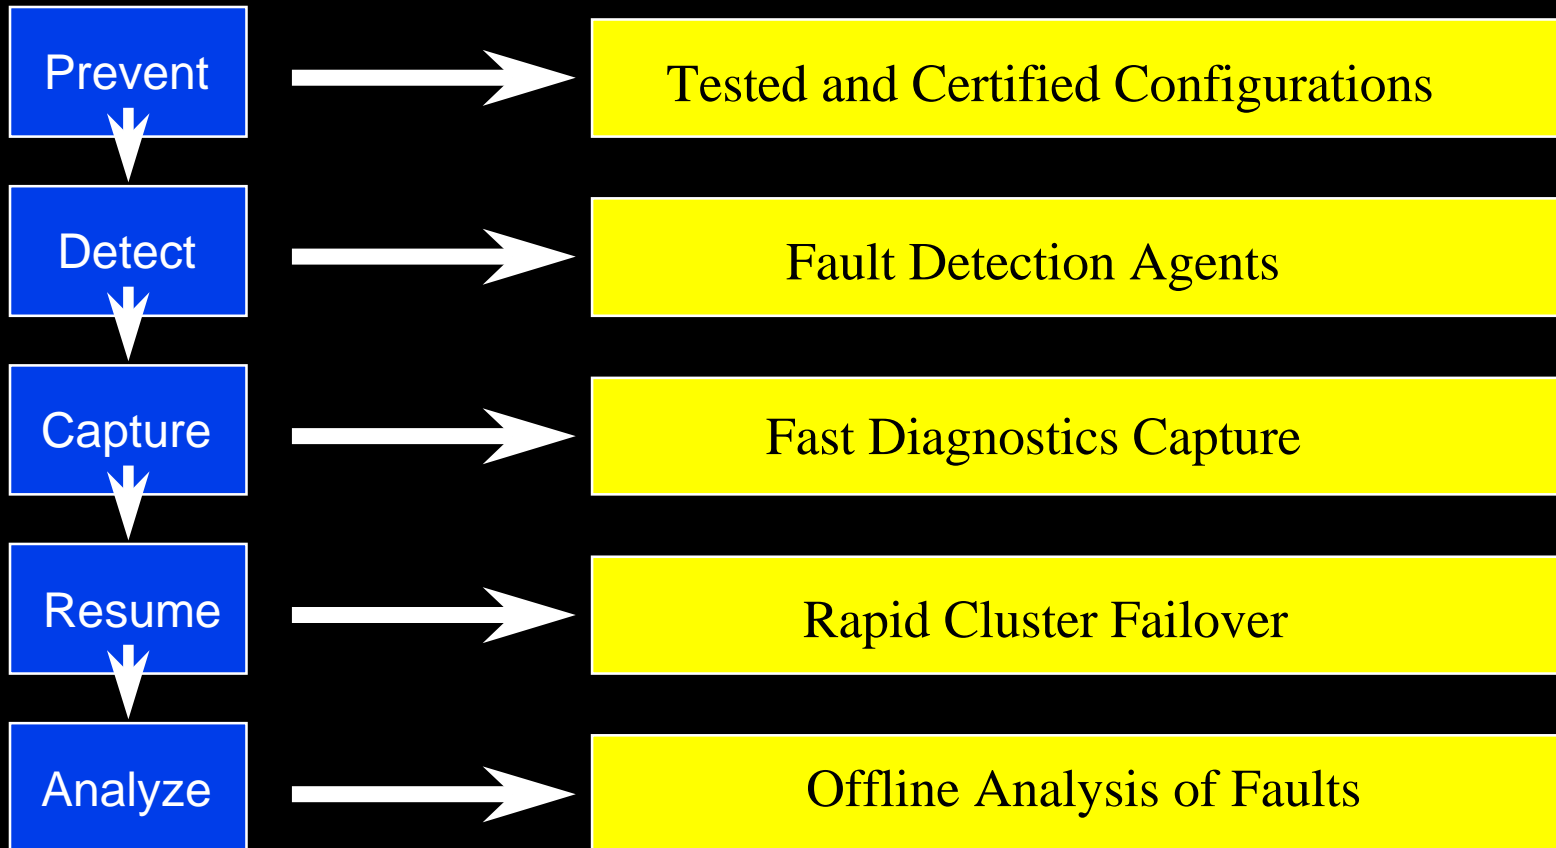 Prevent
Tested and Certified Configurations
Detect
Fault Detection Agents
Capture
Fast Diagnostics Capture
Resume
Rapid Cluster Failover
Analyze
Offline Analysis of Faults